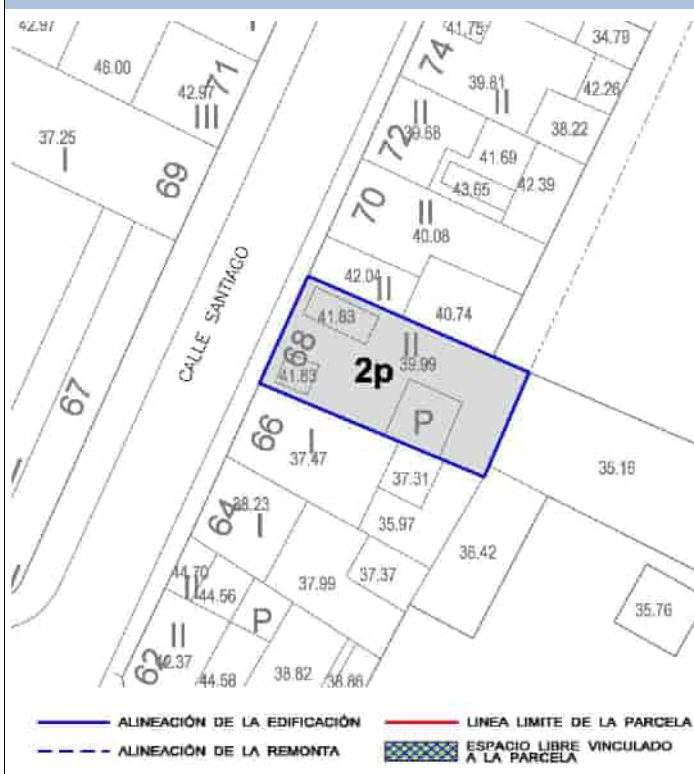 42.97
41.75
34.79
46.00
71
74
42.97
39.81
42.26
III
II
II
39.68
38.22
37.25
I
72
41.69
69
43.65
42.39
70
II
40.08
CALLE SANTIAGO
42.04
II
41.83
40.74
68
II
39.99
2p
41.83
67
P
66
I
37.47
35.16
37.31
38.23
64
I
35.97
36.42
44.70
37.37
37.99
II
44.56
35.76
P
II
62
42.37
44.58
38.82
38.86
ALINEACIÓN DE LA EDIFICACIÓN
LINEA LIMITE DE LA PARCELA
ALINEACIÓN DE LA REMONTA
ESPACIO LIBRE VINCULADO
A LA PARCELA